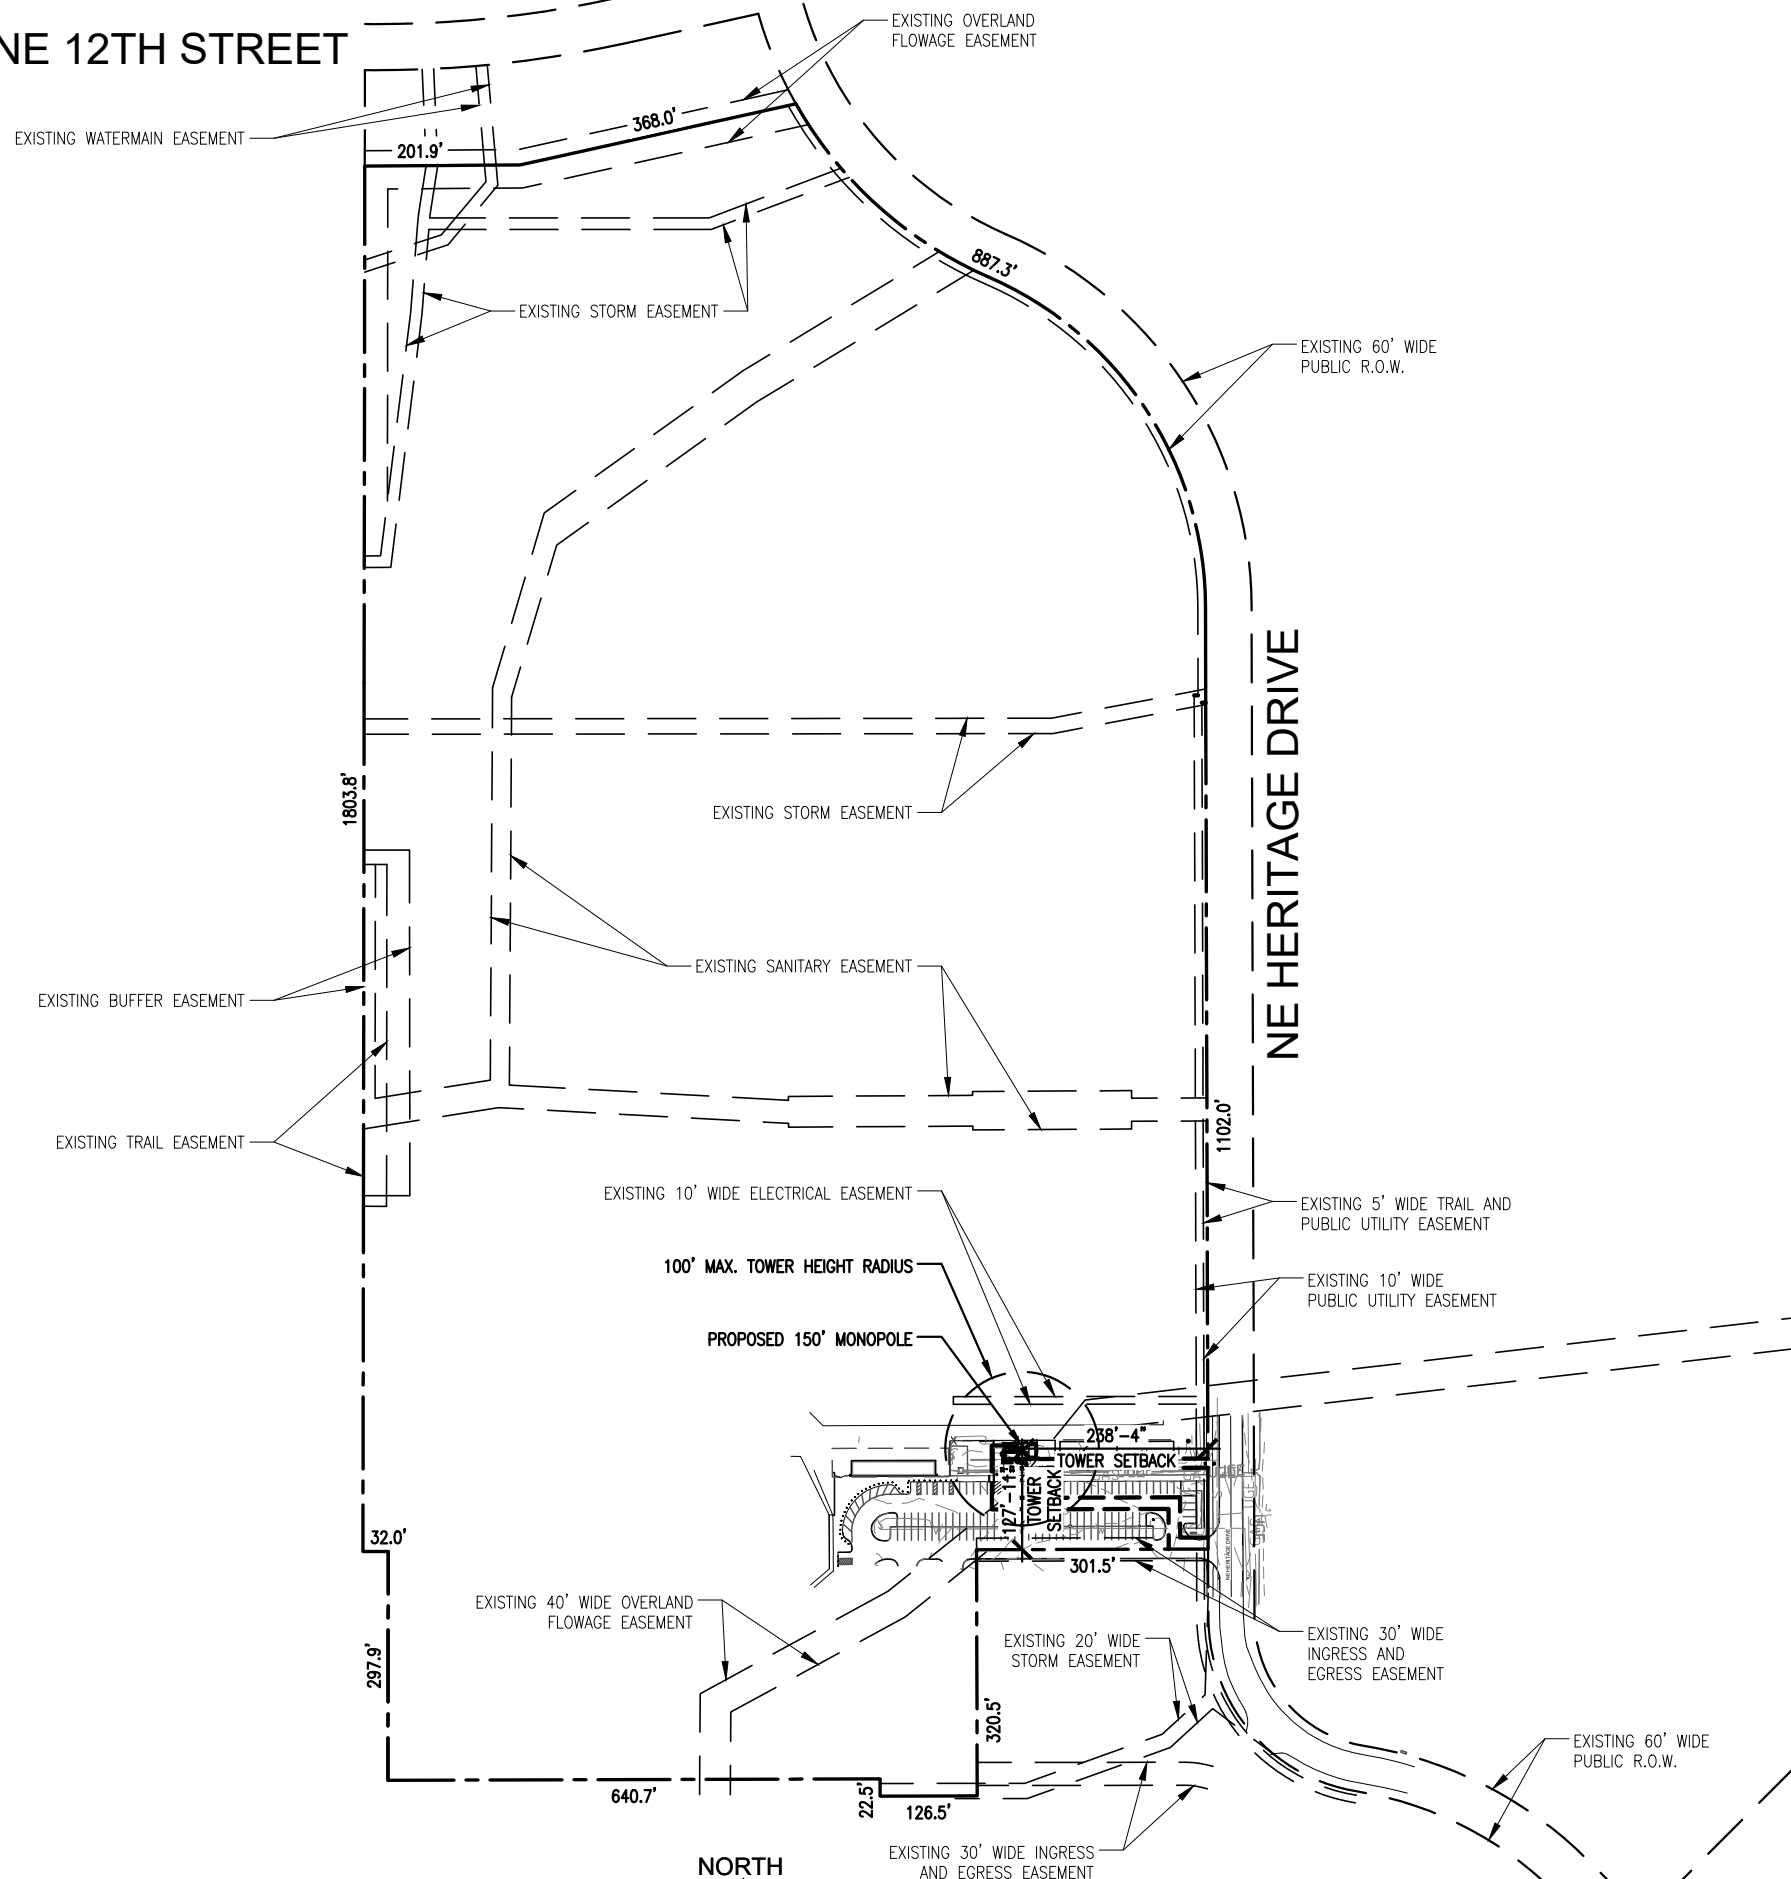 NE 12TH STREET
EXISTING OVERLAND
FLOWAGE EASEMENT
EXISTING WATERMAIN EASEMENT
368.0'
201.9'
887.3'
EXISTING STORM EASEMENT
EXISTING 60' WIDE
PUBLIC R.O.W.
NE HERITAGE DRIVE
1803.8'
EXISTING STORM EASEMENT
EXISTING SANITARY EASEMENT
EXISTING BUFFER EASEMENT
EXISTING TRAIL EASEMENT
1102.0'
EXISTING 10' WIDE ELECTRICAL EASEMENT
EXISTING 5' WIDE TRAIL AND
PUBLIC UTILITY EASEMENT
100' MAX. TOWER HEIGHT RADIUS
EXISTING 10' WIDE
PUBLIC UTILITY EASEMENT
PROPOSED 150' MONOPOLE
238'-4"
TOWER SETBACK
TOWER
SETBACK
NE HERITAGE DRIVE
32.0'
301.5'
EXISTING 40' WIDE OVERLAND
FLOWAGE EASEMENT
297.9'
EXISTING 20' WIDE
STORM EASEMENT
EXISTING 30' WIDE
INGRESS AND
EGRESS EASEMENT
320.5'
EXISTING 60' WIDE
PUBLIC R.O.W.
640.7'
22.5'
126.5'
EXISTING 30' WIDE INGRESS
AND EGRESS EASEMENT
NORTH